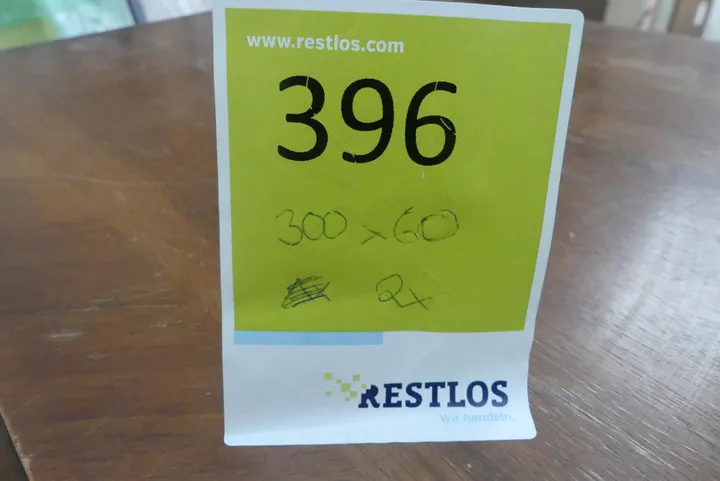 www.restlos.com
396
300 x 60
2x
RESTLOS
Wir handeln.